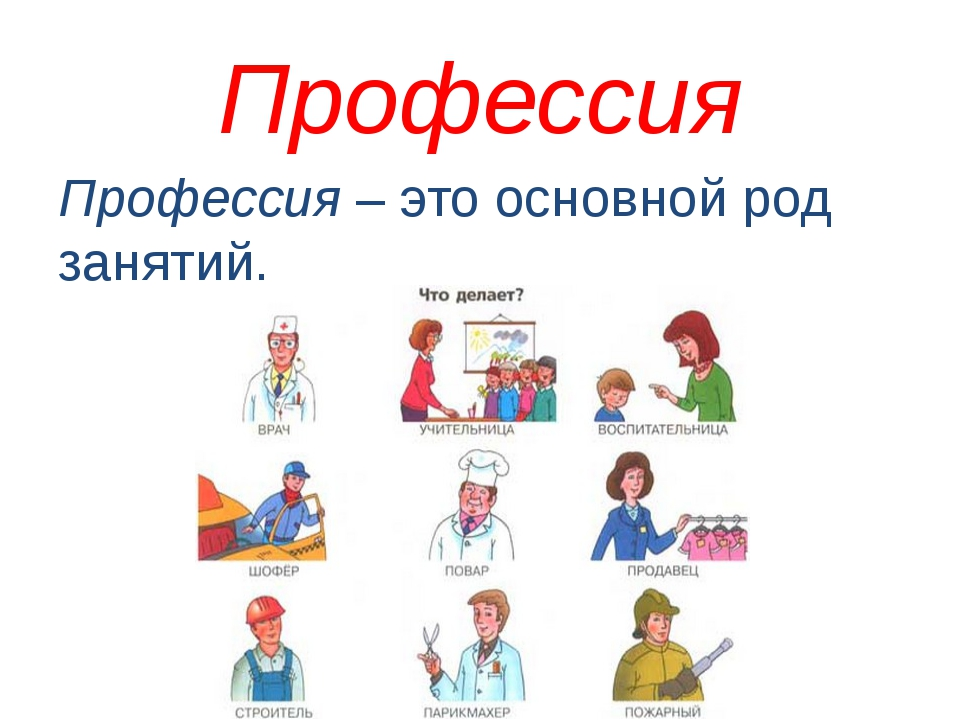 Профессия
Профессия – это основной род
занятий.
Что делает?
ВРАЧ
УЧИТЕЛЬНИЦА
ВОСПИТАТЕЛЬНИЦА
ШОФЁР
ПОВАР
ПРОДАВЕЦ
СТРОИТЕЛЬ
ПАРИКМАХЕР
ПОЖАРНЫЙ